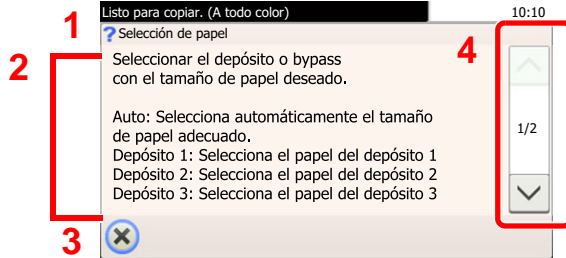 Listo para copiar. (A todo color)
10:10
1
? Selección de papel
2
4
Seleccionar el depósito o bypass
con el tamaño de papel deseado.
Auto: Selecciona automáticamente el tamaño
de papel adecuado.
1/2
Depósito 1: Selecciona el papel del depósito 1
Depósito 2: Selecciona el papel del depósito 2
Depósito 3: Selecciona el papel del depósito 3
3